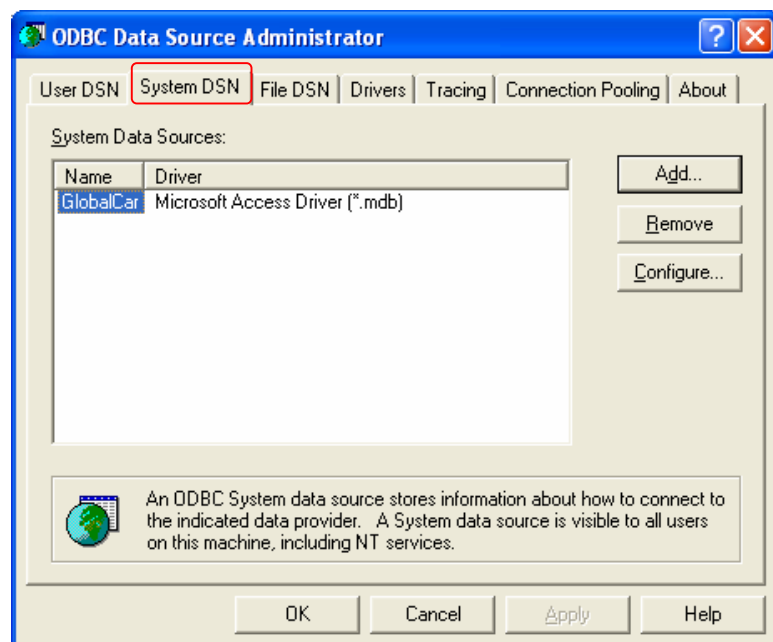 ODBC Data Source Administrator
User DSN System DSN File DSN Drivers Tracing Connection Pooling About
System Data Sources:
Name Driver
GlobalCar Microsoft Access Driver (*.mdb)
Add...
Remove
Configure...
An ODBC System data source stores information about how to connect to
the indicated data provider. A System data source is visible to all users
on this machine, including NT services.
OK Cancel Apply Help